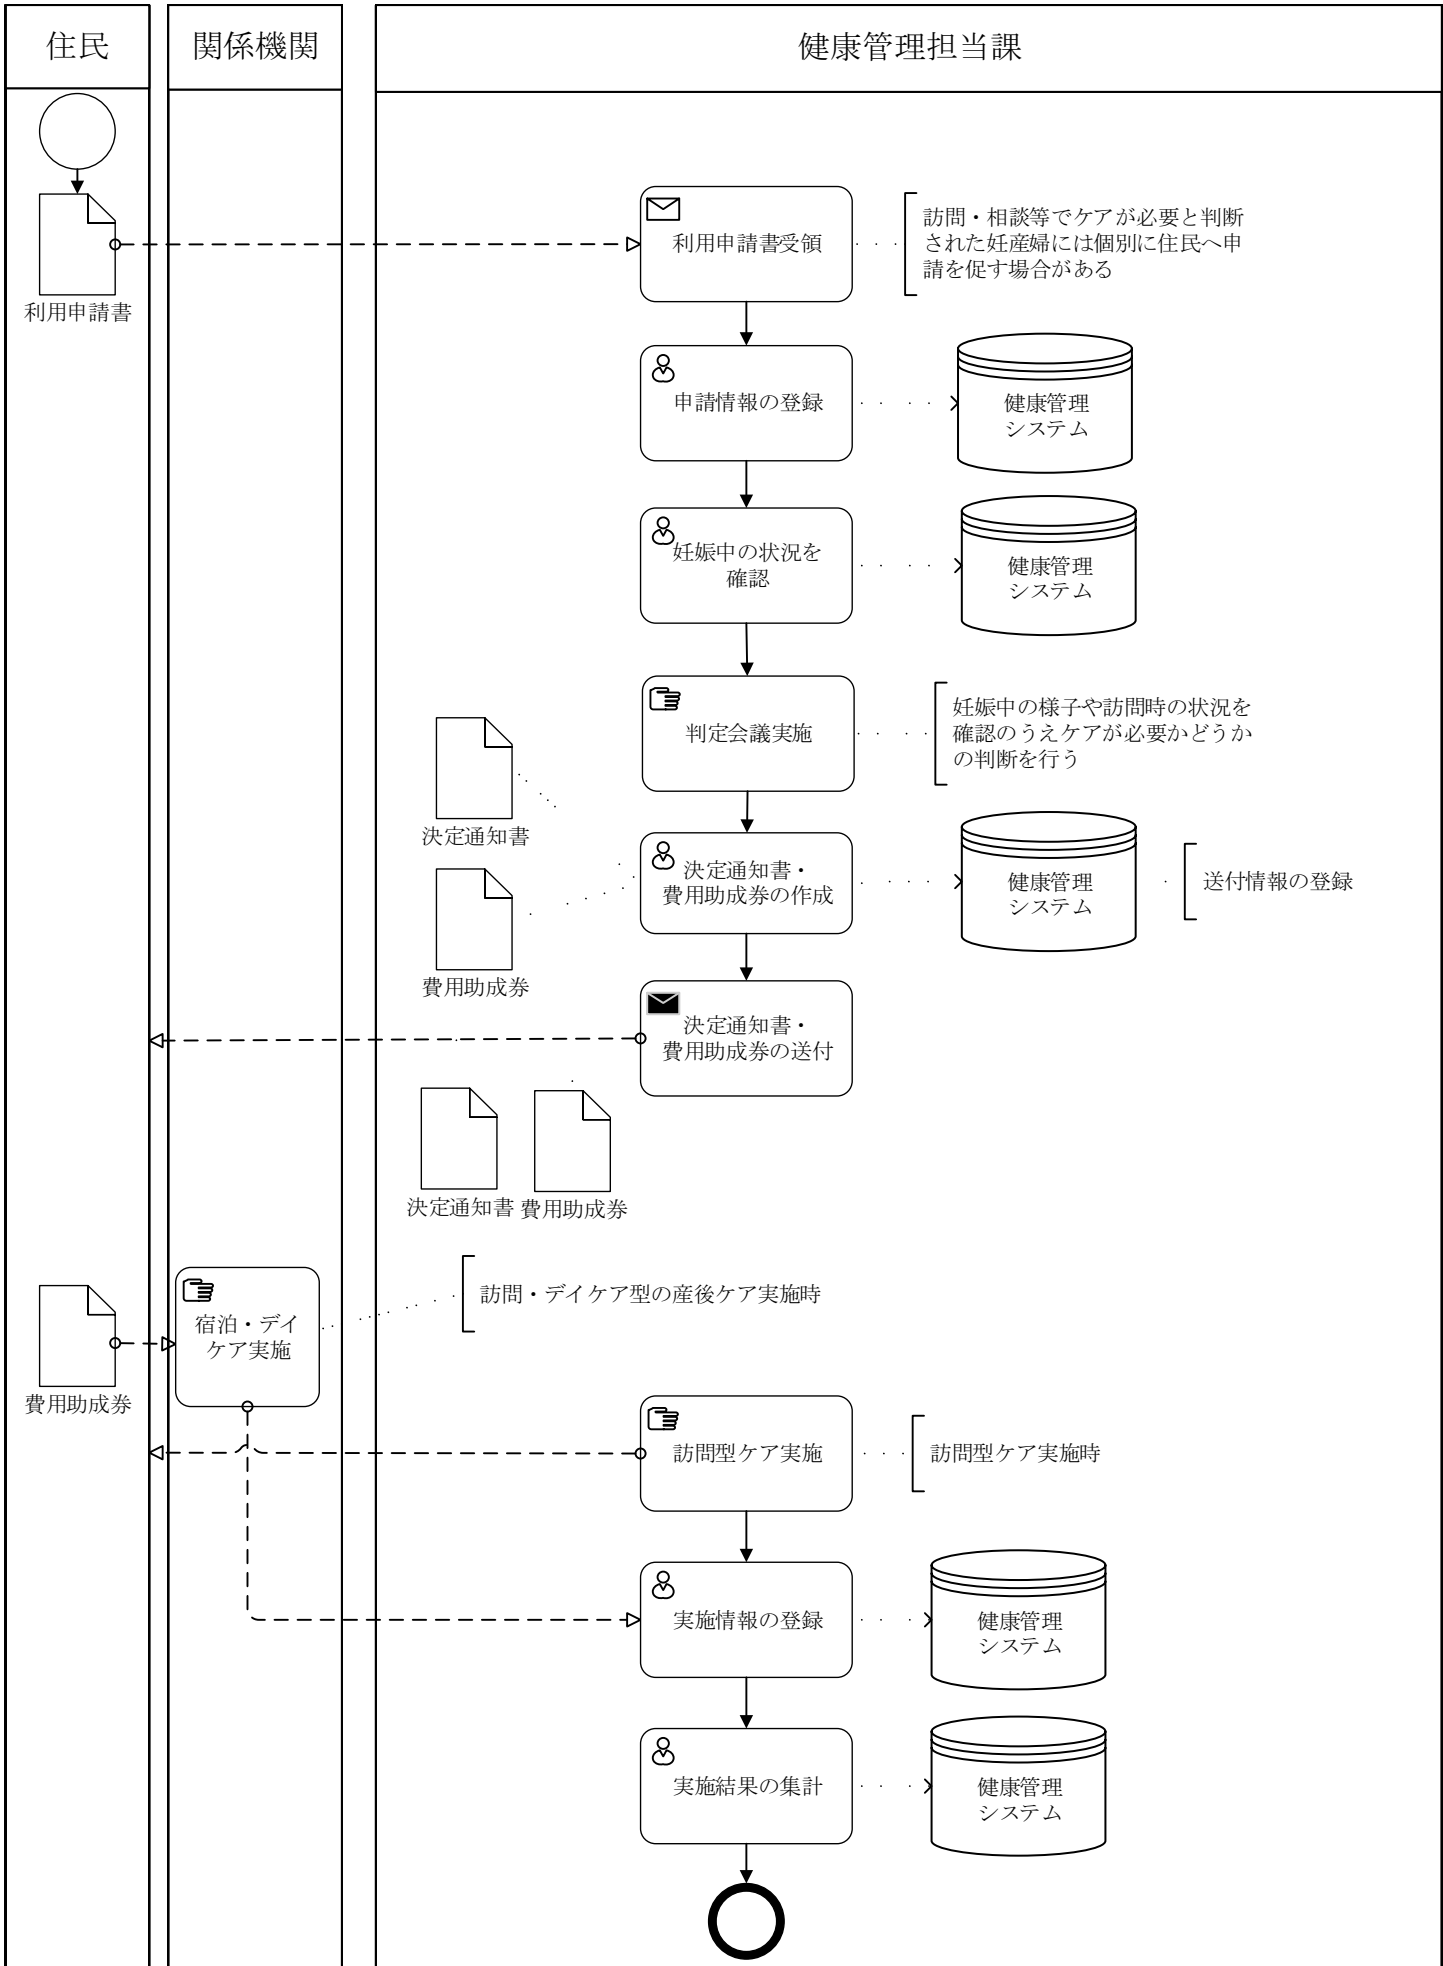 住民
関係機関
健康管理担当課
利用申請書
利用申請書受領
訪問・相談等でケアが必要と判断
された妊産婦には個別に住民へ申
請を促す場合がある
申請情報の登録
健康管理
システム
妊娠中の状況を
確認
健康管理
システム
判定会議実施
妊娠中の様子や訪問時の状況を
確認のうえケアが必要かどうか
の判断を行う
決定通知書
決定通知書・
費用助成券の作成
健康管理
システム
送付情報の登録
費用助成券
決定通知書・
費用助成券の送付
決定通知書
費用助成券
費用助成券
宿泊・デイ
ケア実施
訪問・デイケア型の産後ケア実施時
訪問型ケア実施
訪問型ケア実施時
実施情報の登録
健康管理
システム
実施結果の集計
健康管理
システム